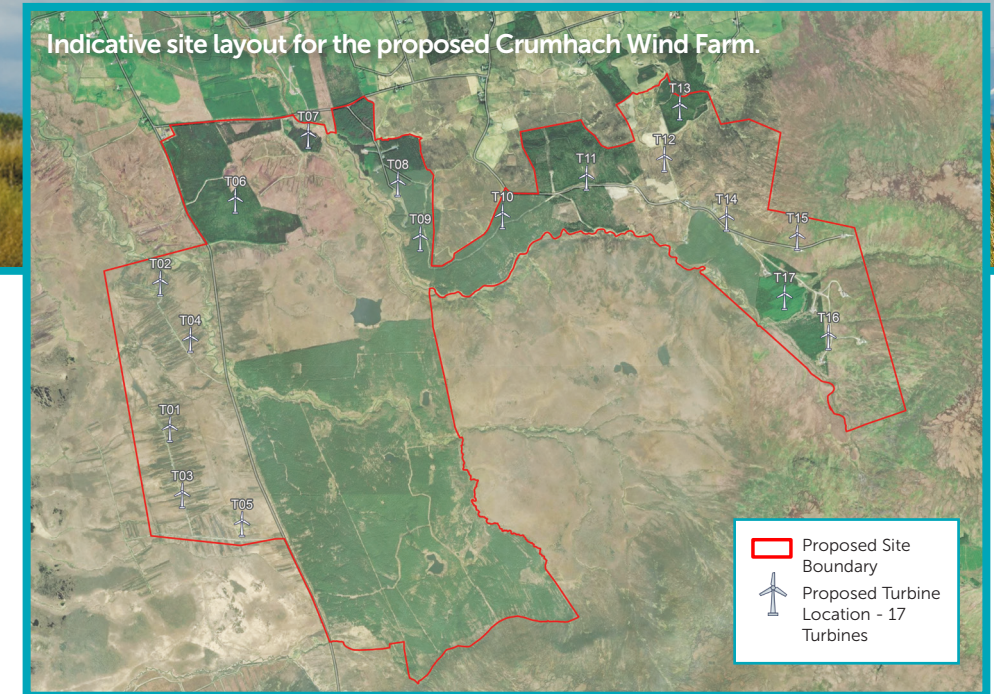 Indicative site layout for the proposed Crumhach Wind Farm.
T13
T07
T12
T08
T11
T06
T10
T14
T09
T15
T02
T17
T04
T16
T01
T03
T05
Proposed Site
Boundary
Proposed Turbine
Location - 17
Turbines